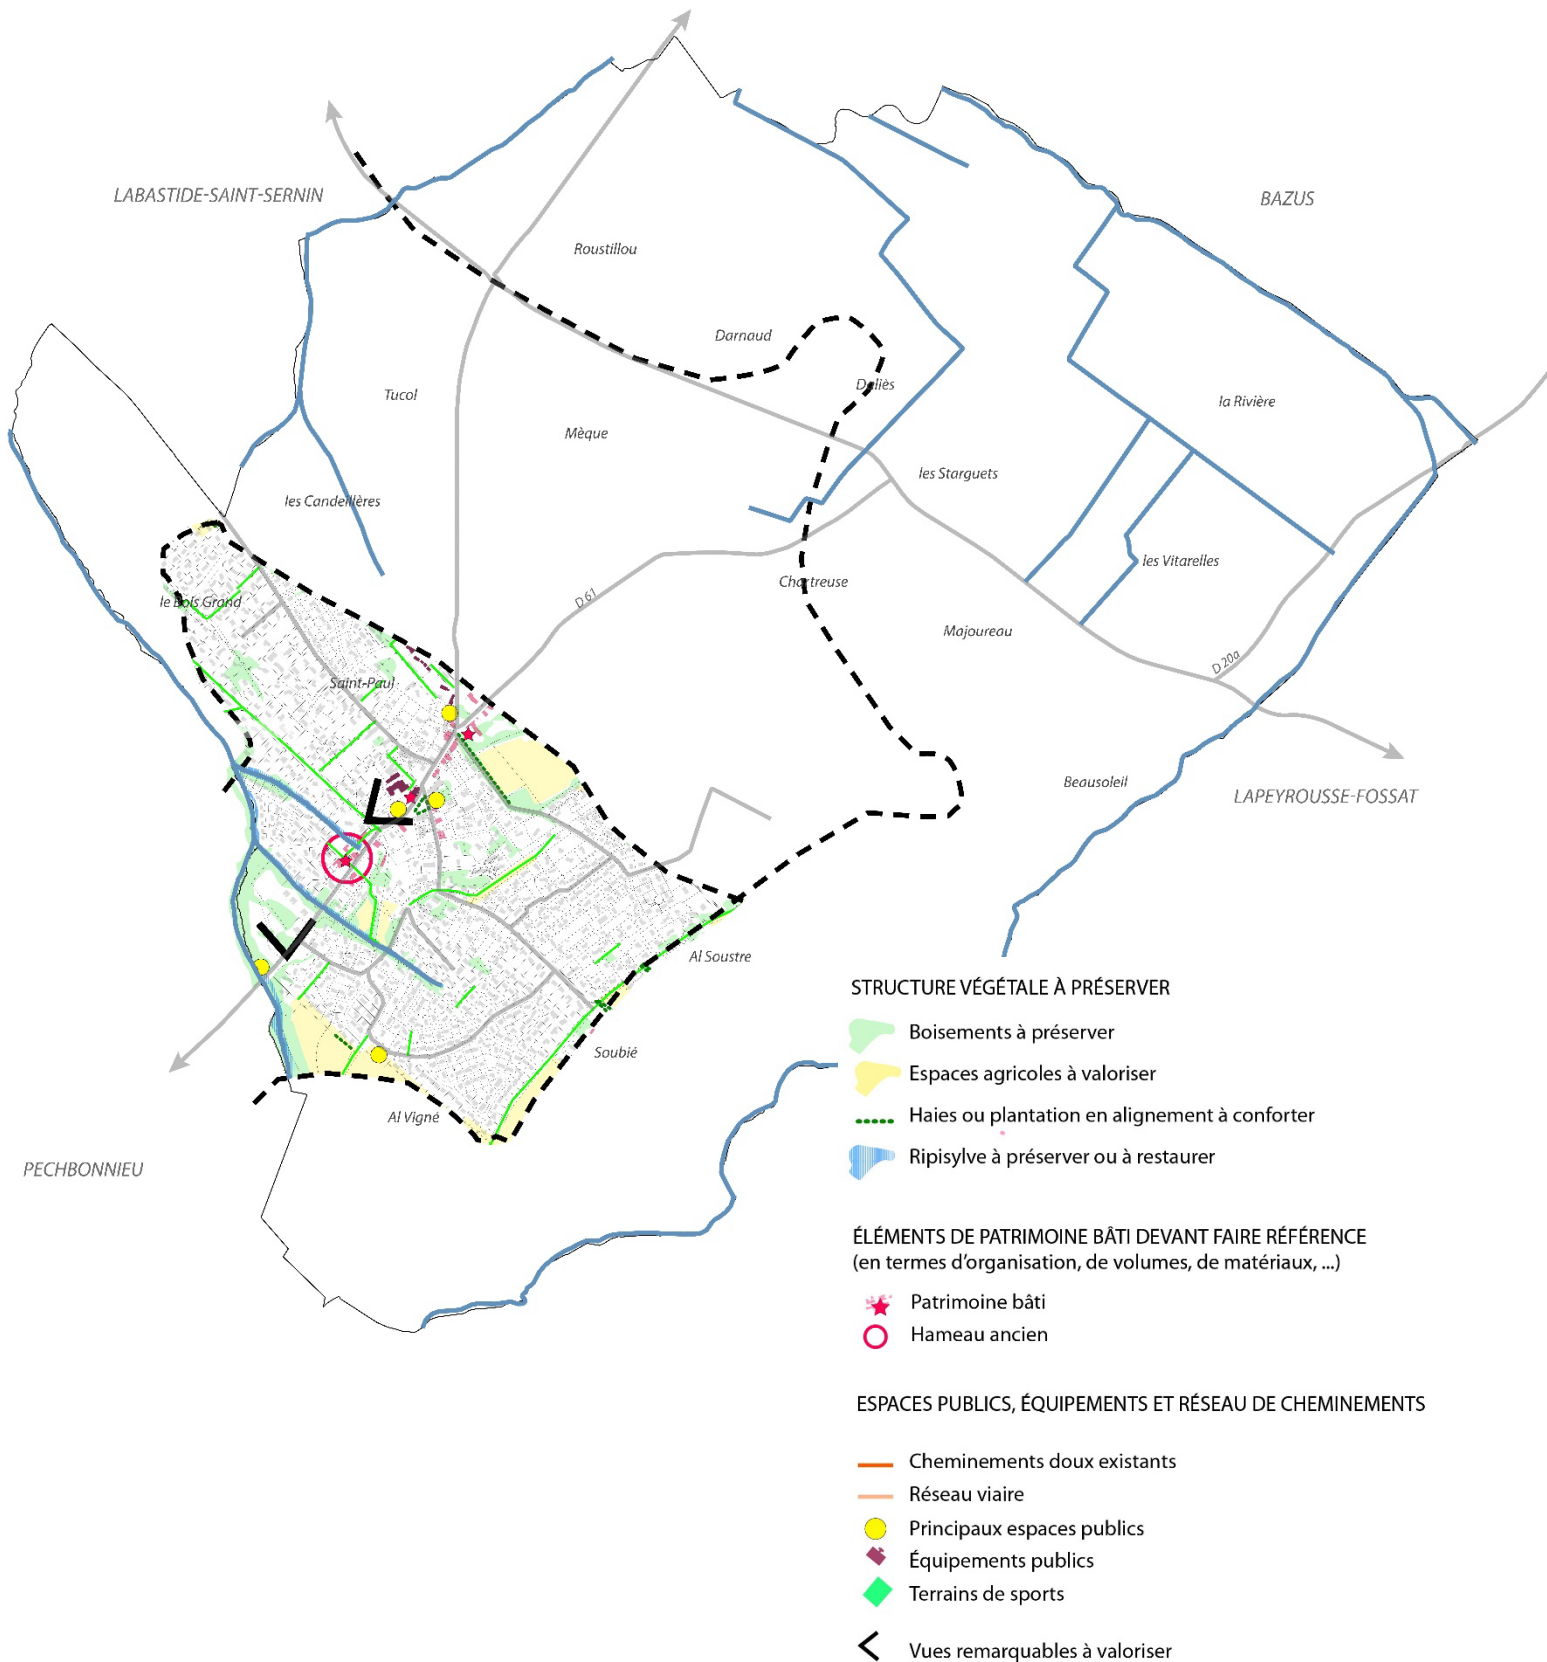 LABASTIDE-SAINT-SERNIN
BAZUS
Roustillou
Darnaud
Daliès
Tucol
la Rivière
Mèque
les Starguets
les Candeillères
les Vitarelles
Chartreuse
le Bois Grand
D 61
Majoureau
D 20a
Saint-Paul
Beausoleil
LAPEYROUSSE-FOSSAT
Al Soustre
Soubié
Al Vigné
PECHBONNIEU
STRUCTURE VÉGÉTALE À PRÉSERVER
Boisements à préserver
Espaces agricoles à valoriser
Haies ou plantation en alignement à conforter
Ripisylve à préserver ou à restaurer
ÉLÉMENTS DE PATRIMOINE BÂTI DEVANT FAIRE RÉFÉRENCE
(en termes d'organisation, de volumes, de matériaux, ...)
Patrimoine bâti
Hameau ancien
ESPACES PUBLICS, ÉQUIPEMENTS ET RÉSEAU DE CHEMINEMENTS
Cheminements doux existants
Réseau viaire
Principaux espaces publics
Équipements publics
Terrains de sports
Vues remarquables à valoriser